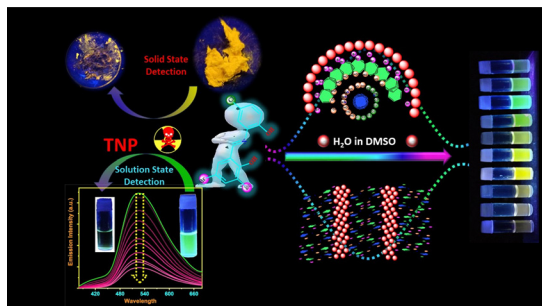 Solid State
Detection
TNP
Solution State
Detection
H₂O in DMSO
Emission Intensity (a.u.)
420 480 540 600 660
Wavelength